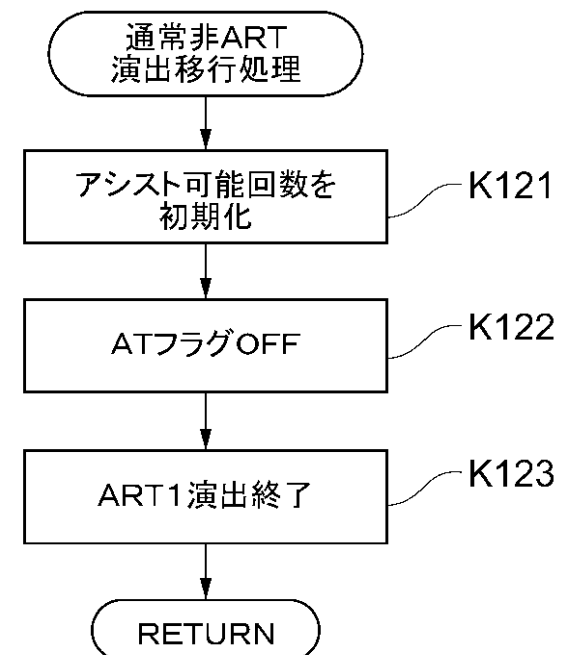 通常非ART
演出移行処理
アシスト可能回数を
初期化
K121
ATフラグOFF
K122
ART1演出終了
K123
RETURN